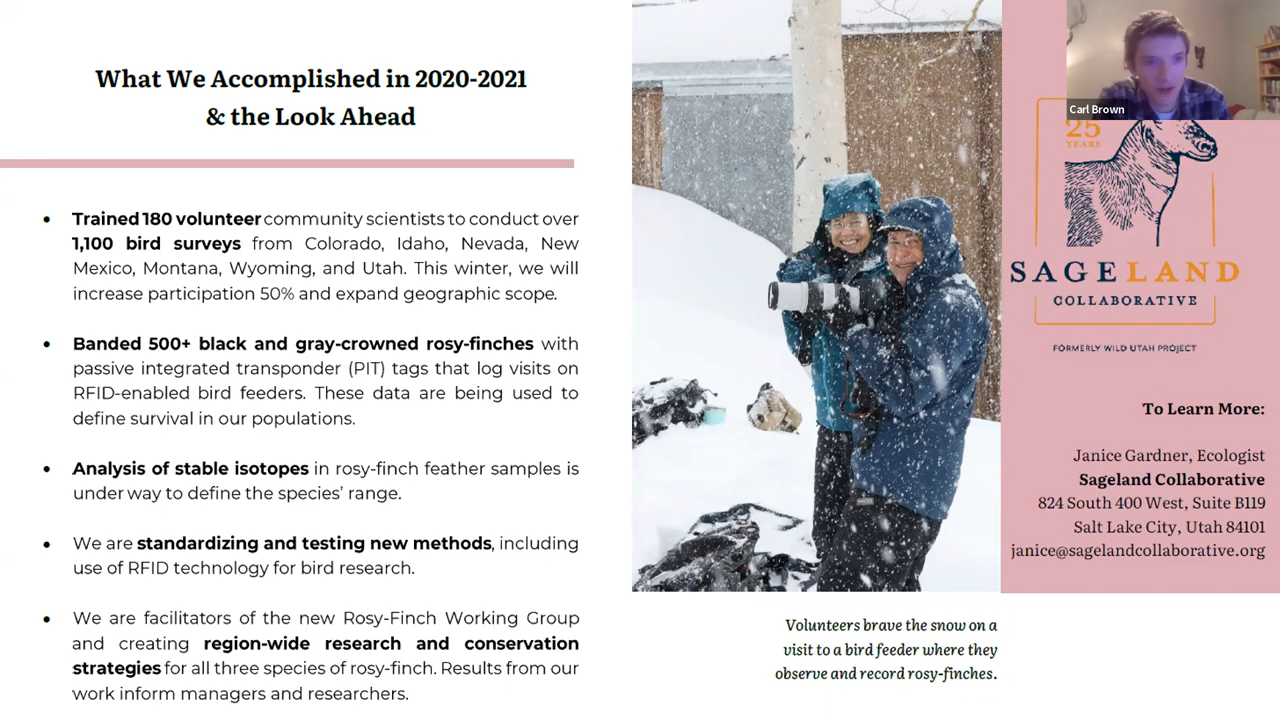 What We Accomplished in 2020-2021
& the Look Ahead
• Trained 180 volunteer community scientists to conduct over
1,100 bird surveys from Colorado, Idaho, Nevada, New
Mexico, Montana, Wyoming, and Utah. This winter, we will
increase participation 50% and expand geographic scope.
• Banded 500+ black and gray-crowned rosy-finches with
passive integrated transponder (PIT) tags that log visits on
RFID-enabled bird feeders. These data are being used to
define survival in our populations.
• Analysis of stable isotopes in rosy-finch feather samples is
under way to define the species’ range.
• We are standardizing and testing new methods, including
use of RFID technology for bird research.
• We are facilitators of the new Rosy-Finch Working Group
and creating region-wide research and conservation
strategies for all three species of rosy-finch. Results from our
work inform managers and researchers.
Volunteers brave the snow on a
visit to a bird feeder where they
observe and record rosy-finches.
Carl Brown
25
YEARS
SAGELAND
COLLABORATIVE
FORMERLY WILD UTAH PROJECT
To Learn More:
Janice Gardner, Ecologist
Sageland Collaborative
824 South 400 West, Suite B119
Salt Lake City, Utah 84101
janice@sagelandcollaborative.org